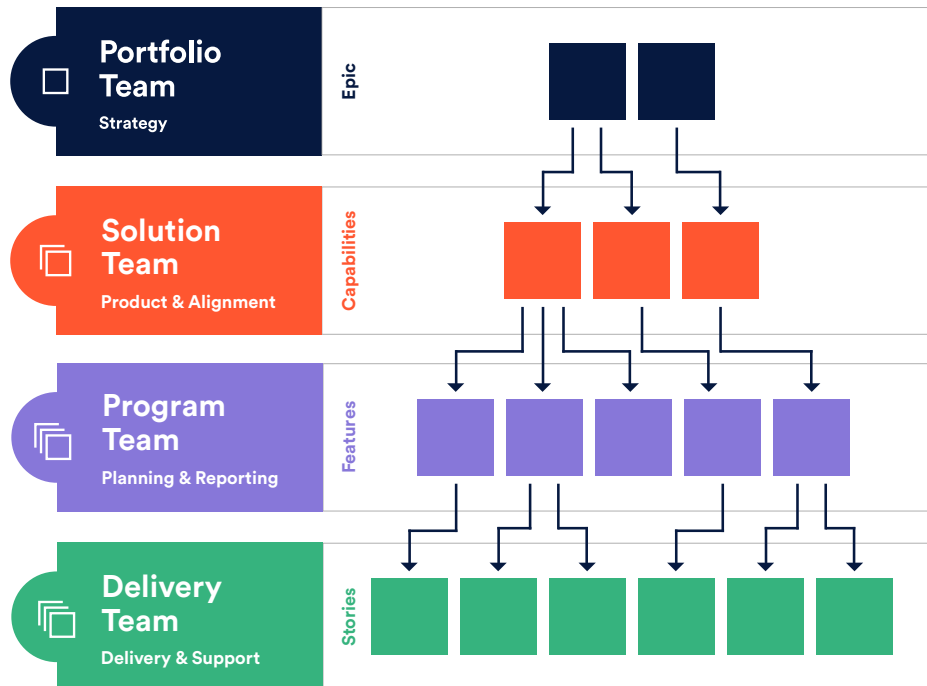 Portfolio
Team
Strategy
Epic
Solution
Team
Product & Alignment
Capabilities
Program
Team
Planning & Reporting
Features
Delivery
Team
Delivery & Support
Stories